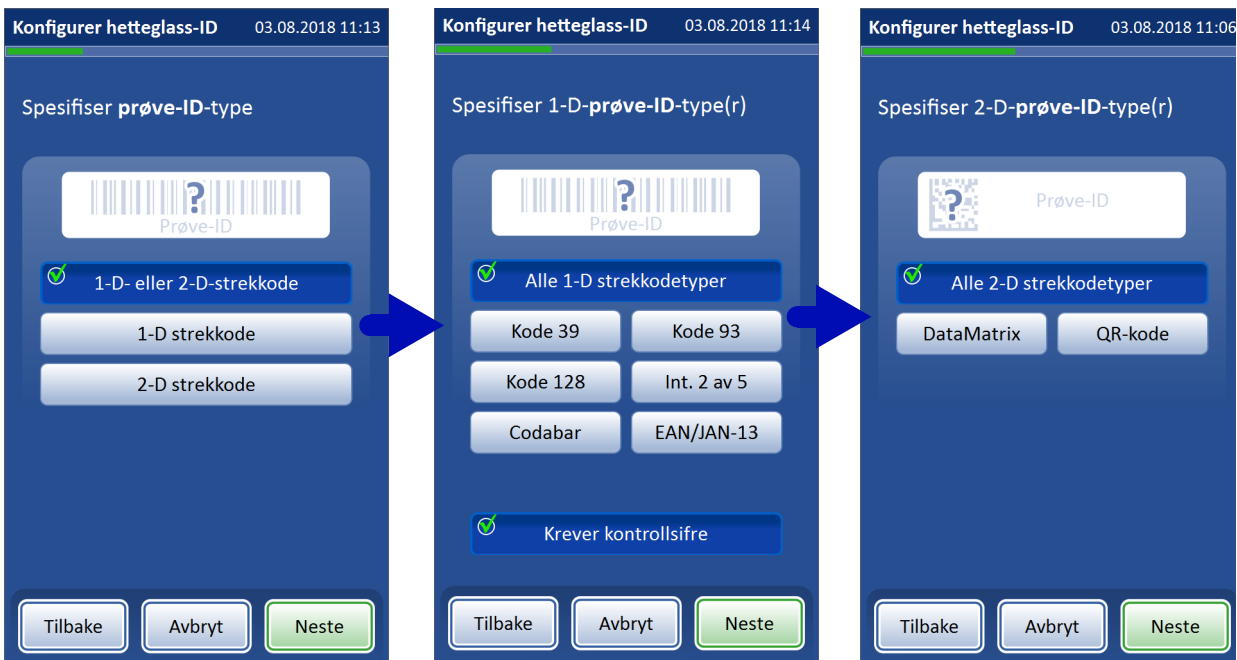 Konfigurer hetteglass-ID 03.08.2018 11:13
Spesifiser prøve-ID-type
?
Prøve-ID
1-D- eller 2-D-strekkode
1-D strekkode
2-D strekkode
Tilbake Avbryt Neste
Konfigurer hetteglass-ID 03.08.2018 11:14
Spesifiser 1-D-prøve-ID-type(r)
?
Prøve-ID
Alle 1-D strekkodetyper
Kode 39 Kode 93
Kode 128 Int. 2 av 5
Codabar EAN/JAN-13
Krever kontrollsifre
Tilbake Avbryt Neste
Konfigurer hetteglass-ID 03.08.2018 11:06
Spesifiser 2-D-prøve-ID-type(r)
? Prøve-ID
Alle 2-D strekkodetyper
DataMatrix QR-kode
Tilbake Avbryt Neste